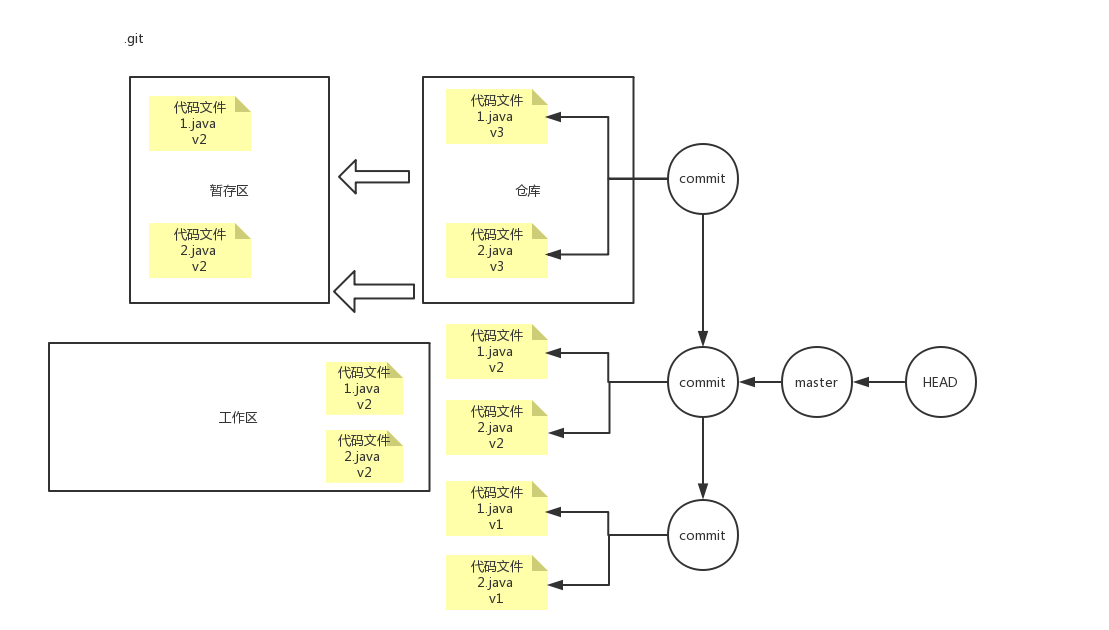 .git
代码文件
1.java
v2
暂存区
代码文件
2.java
v2
代码文件
1.java
v3
仓库
代码文件
2.java
v3
commit
工作区
代码文件
1.java
v2
代码文件
2.java
v2
代码文件
1.java
v2
代码文件
2.java
v2
commit
master
HEAD
代码文件
1.java
v1
代码文件
2.java
v1
commit